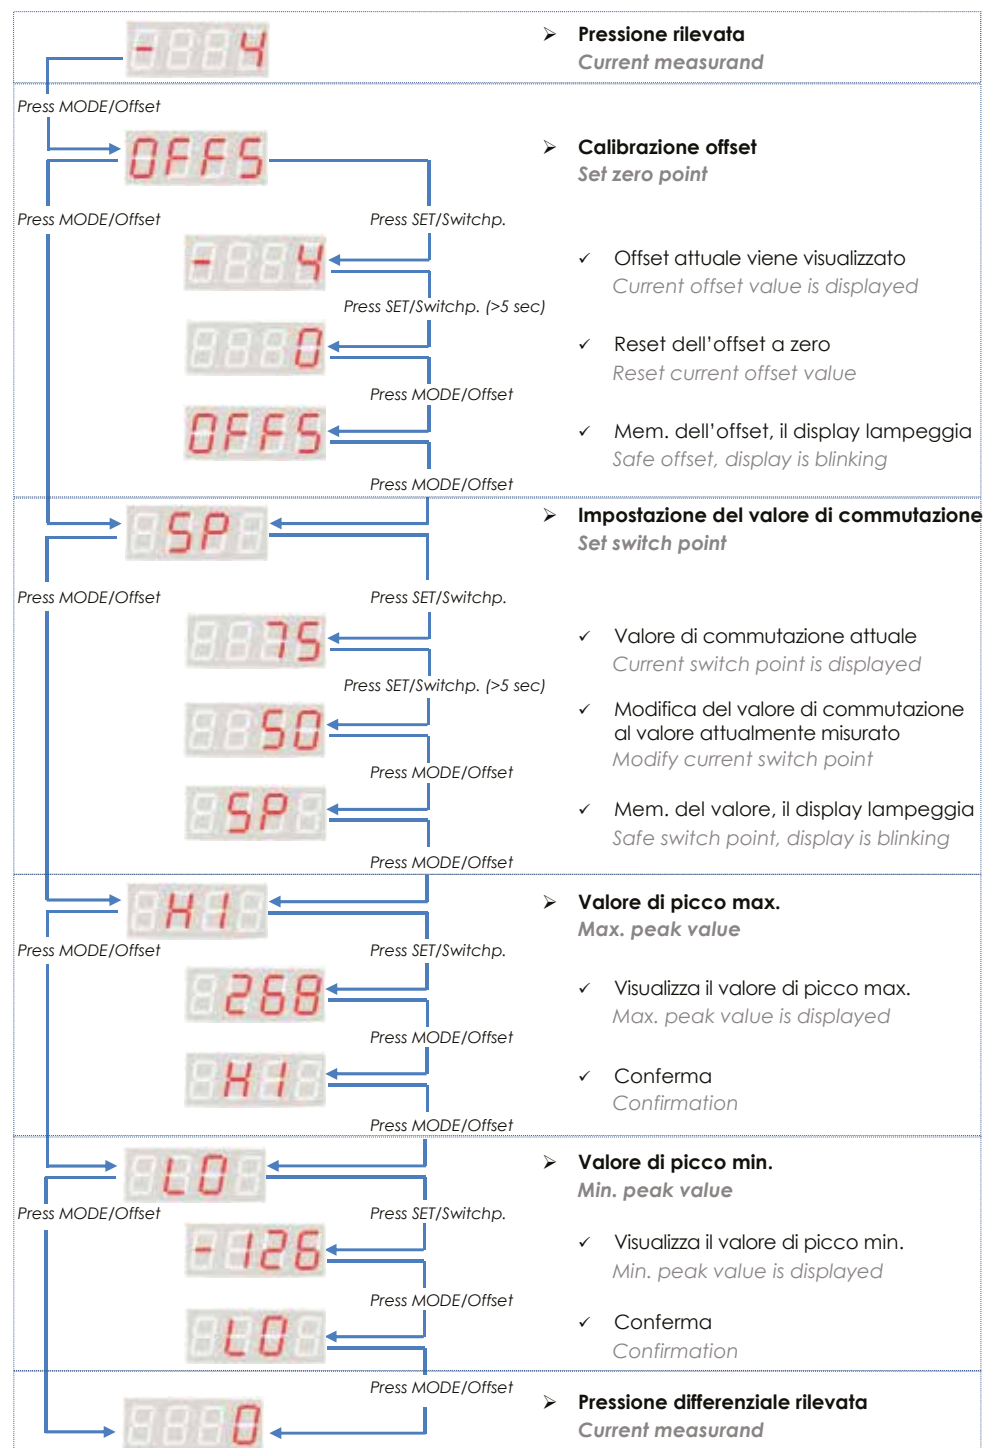 - 4
Pressione rilevata
Current measurand
Press MODE/Offset
OFFS
Calibrazione offset
Set zero point
Press MODE/Offset
Press SET/Switchp.
- 4
Offset attuale viene visualizzato
Current offset value is displayed
Press SET/Switchp. (>5 sec)
0
Reset dell'offset a zero
Reset current offset value
Press MODE/Offset
OFFS
Mem. dell'offset, il display lampeggia
Safe offset, display is blinking
Press MODE/Offset
SP
Impostazione del valore di commutazione
Set switch point
Press MODE/Offset
Press SET/Switchp.
75
Valore di commutazione attuale
Current switch point is displayed
Press SET/Switchp. (>5 sec)
50
Modifica del valore di commutazione
al valore attualmente misurato
Modify current switch point
Press MODE/Offset
SP
Mem. del valore, il display lampeggia
Safe switch point, display is blinking
Press MODE/Offset
HI
Valore di picco max.
Max. peak value
Press MODE/Offset
Press SET/Switchp.
268
Visualizza il valore di picco max.
Max. peak value is displayed
Press MODE/Offset
HI
Conferma
Confirmation
Press MODE/Offset
LO
Valore di picco min.
Min. peak value
Press MODE/Offset
Press SET/Switchp.
-126
Visualizza il valore di picco min.
Min. peak value is displayed
Press MODE/Offset
LO
Conferma
Confirmation
Press MODE/Offset
0
Pressione differenziale rilevata
Current measurand